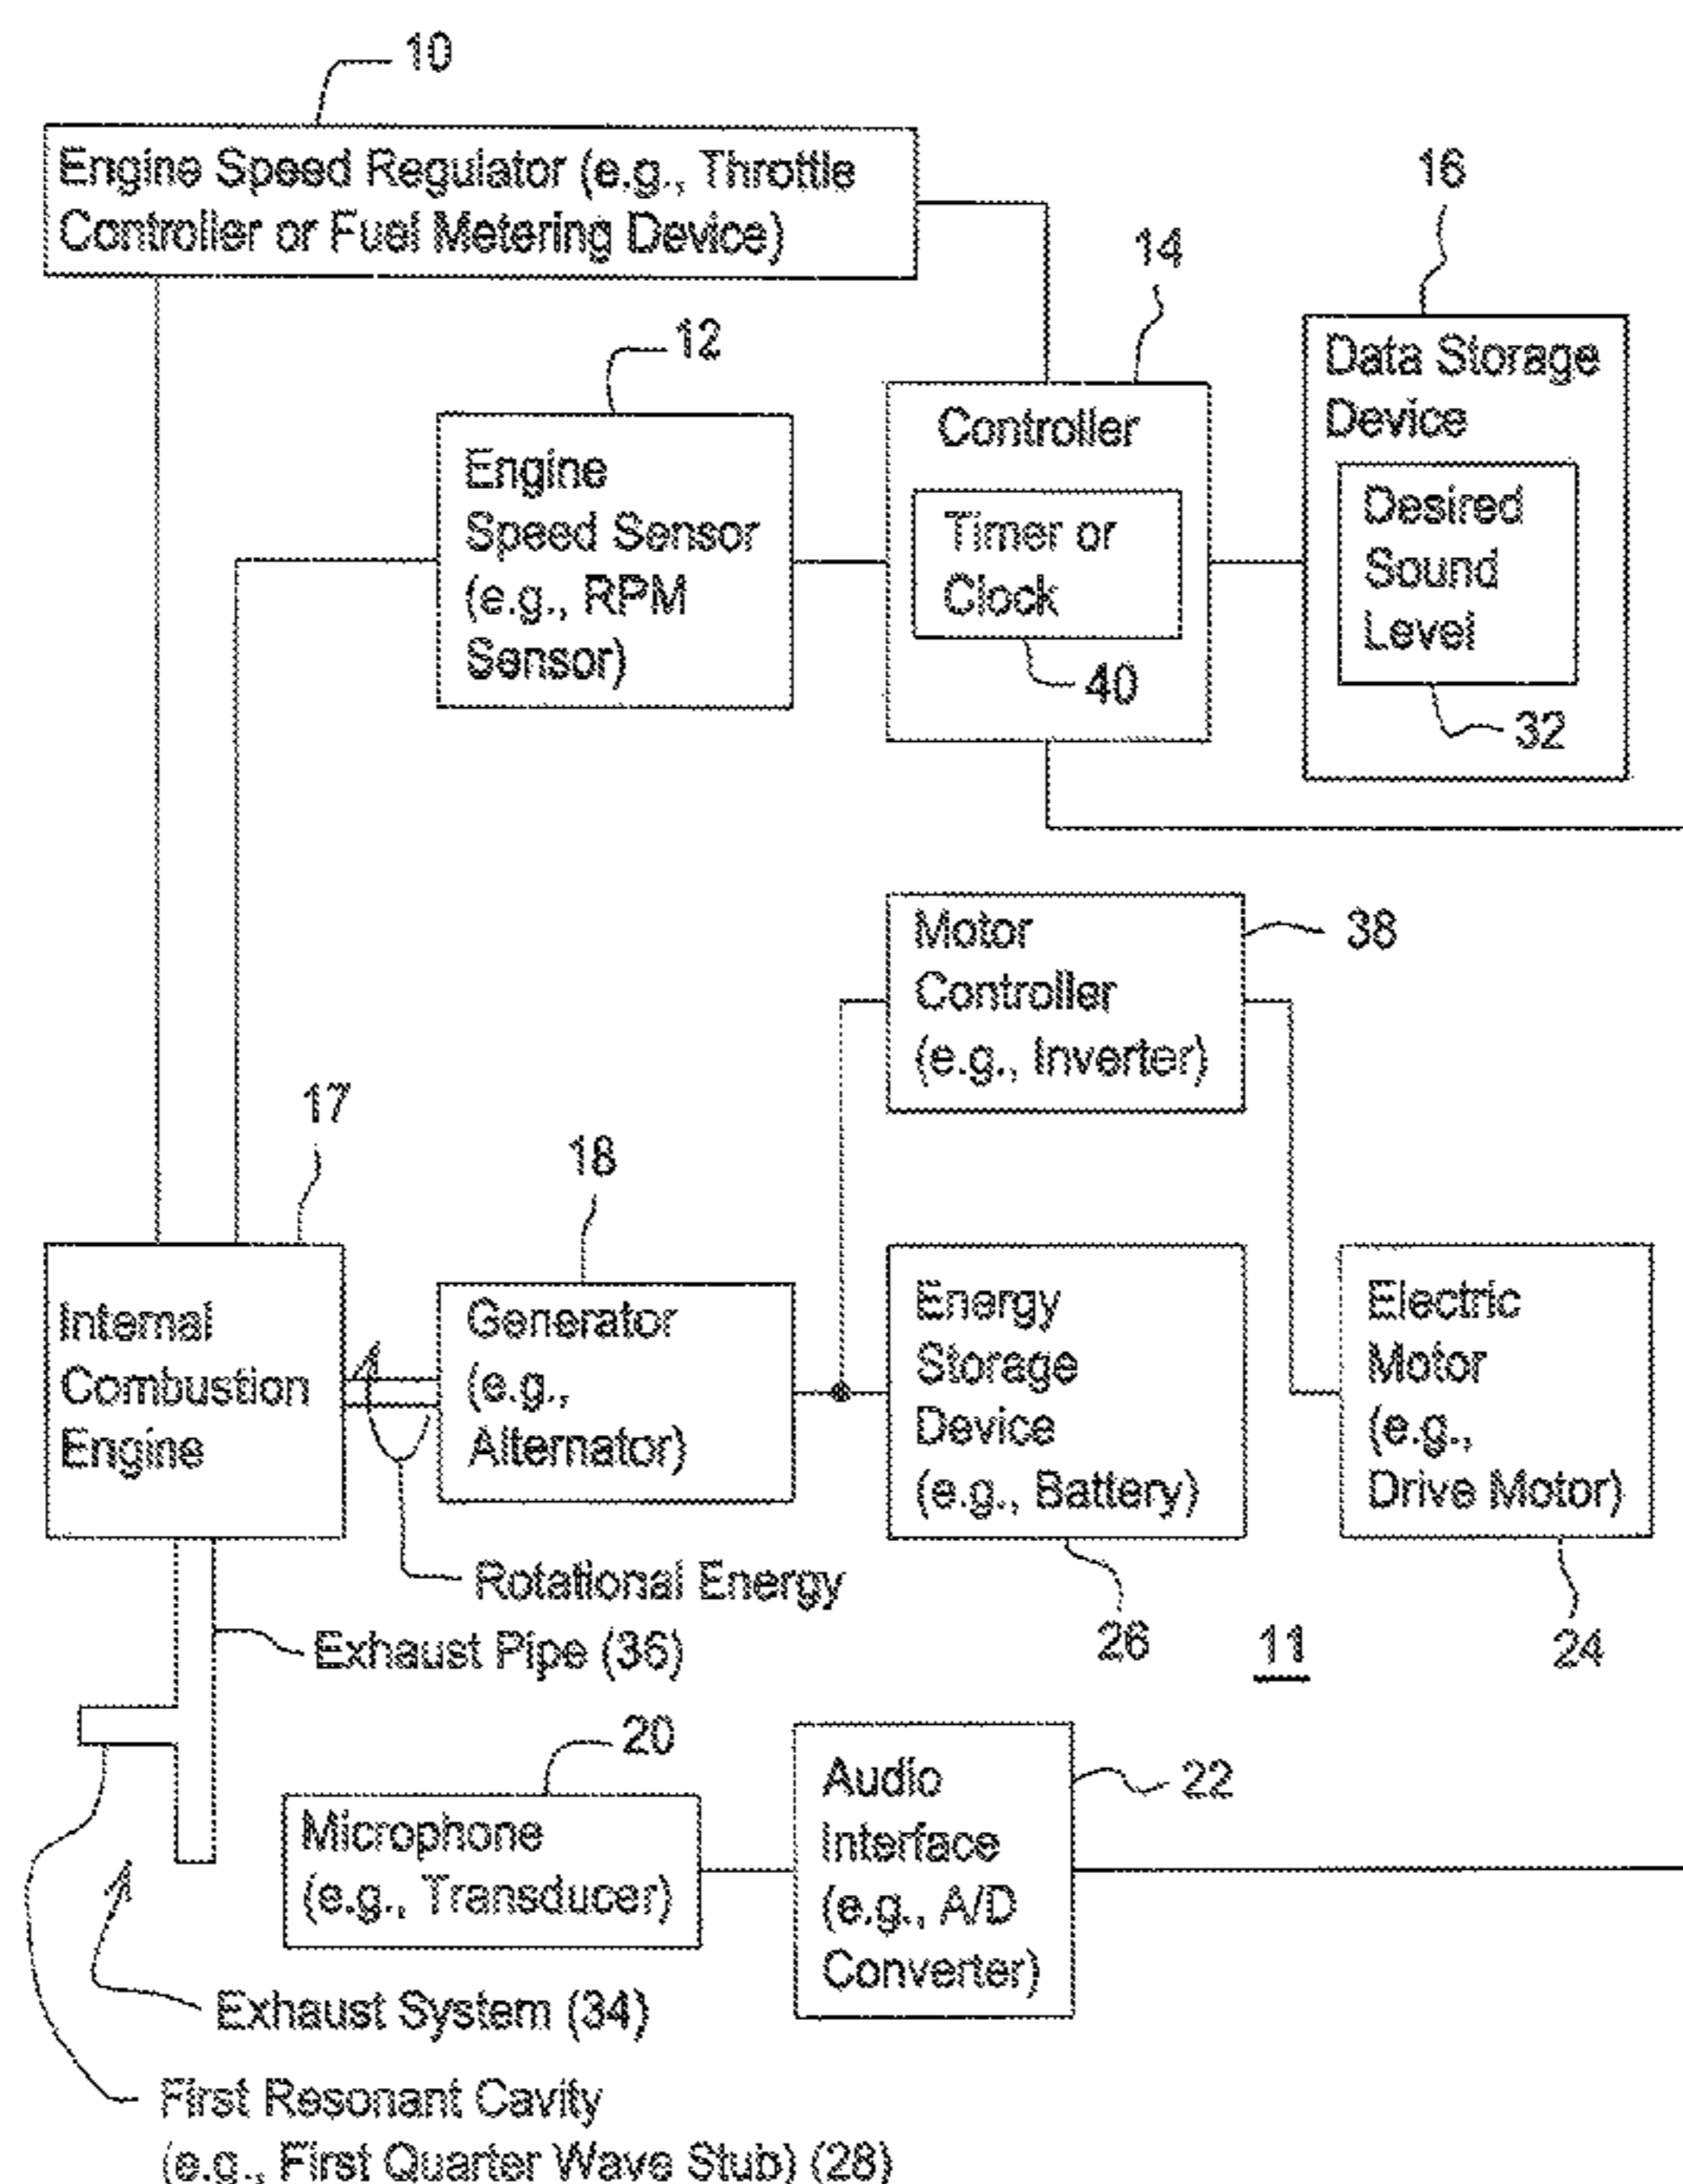 10
Engine Speed Regulator (e.g., Throttle
Controller or Fuel Metering Device)
16
14
12
Data Storage
Device
Controller
Engine
Speed Sensor
(e.g., RPM
Sensor)
Timer or
Clock
40
Desired
Sound
Level
32
Motor
Controller
(e.g., Inverter)
38
17
18
Internal
Combustion
Engine
Generator
(e.g.,
Alternator)
Energy
Storage
Device
(e.g., Battery)
Electric
Motor
(e.g.,
Drive Motor)
Rotational Energy
26
11
24
Exhaust Pipe (36)
20
Microphone
(e.g., Transducer)
Audio
Interface
(e.g., A/D
Converter)
22
Exhaust System (34)
First Resonant Cavity
(e.g., First Quarter Wave Stub) (28)